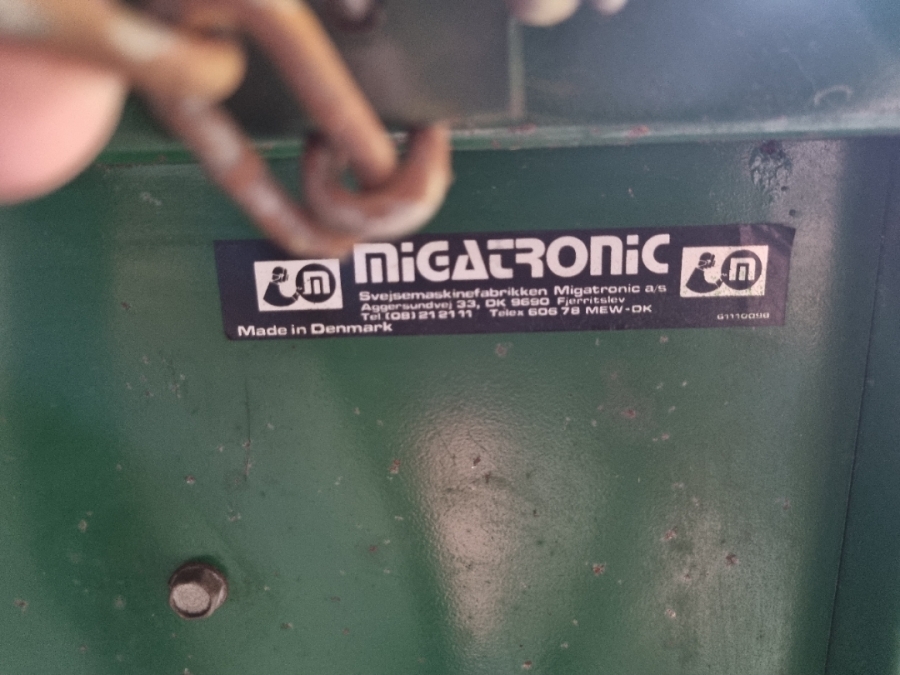 MIGATRONIC
Svejsemaskinefabrikken Migatronic a/s
Aggersundvej 33, DK 9690 Fjerritslev
Tel. (08) 21 21 11 Telex 606 78 MEW-DK
Made in Denmark
m
m